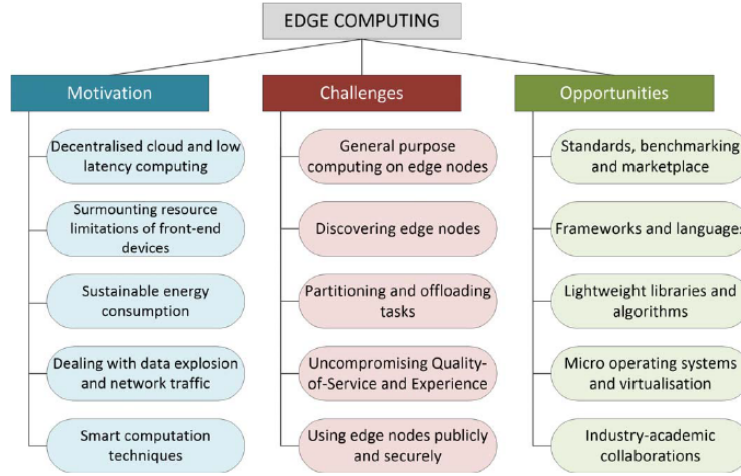 EDGE COMPUTING
Motivation
Challenges
Opportunities
Decentralised cloud and low
latency computing
Surmounting resource
limitations of front-end
devices
Sustainable energy
consumption
Dealing with data explosion
and network traffic
Smart computation
techniques
General purpose
computing on edge nodes
Discovering edge nodes
Partitioning and offloading
tasks
Uncompromising Quality-
of-Service and Experience
Using edge nodes publicly
and securely
Standards, benchmarking
and marketplace
Frameworks and languages
Lightweight libraries and
algorithms
Micro operating systems
and virtualisation
Industry-academic
collaborations